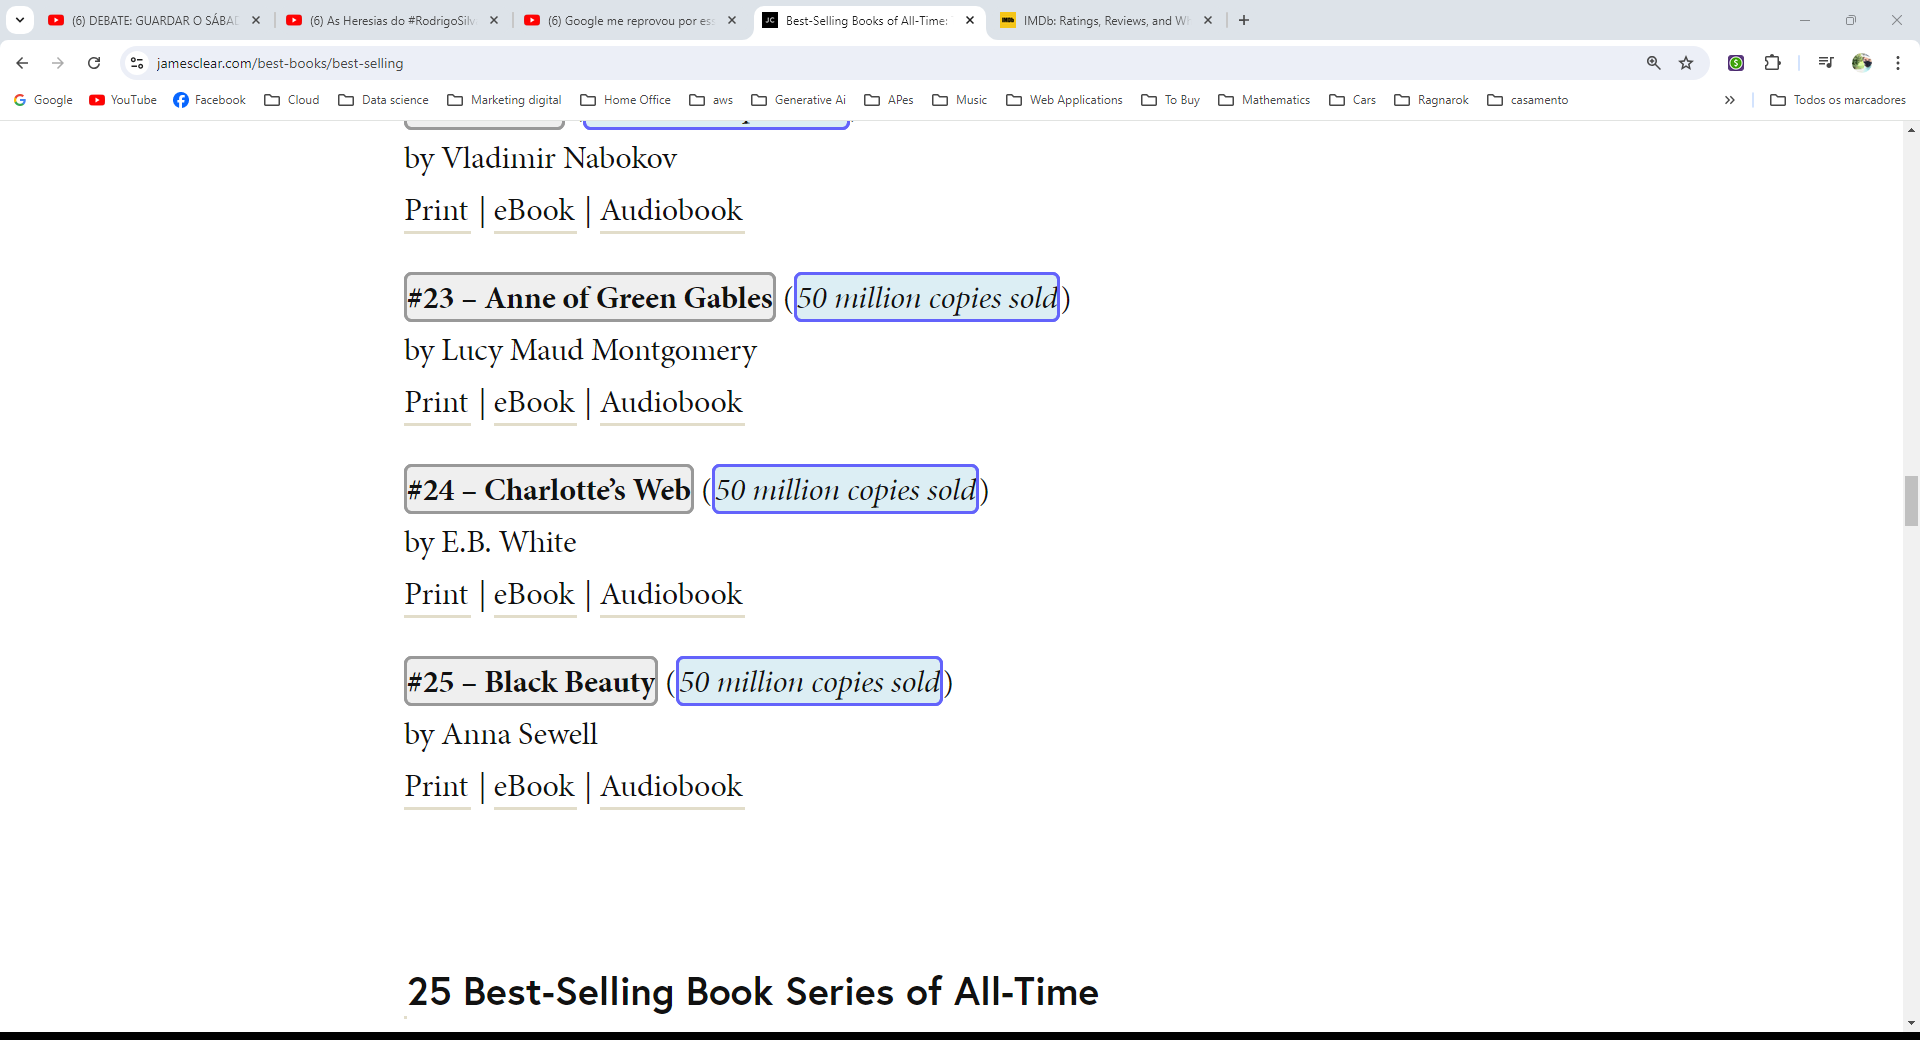 (6) DEBATE: GUARDAR O SÁBAD
(6) As Heresias do #RodrigoSilv
(6) Google me reprovou por es
Best-Selling Books of All-Time:
IMDb: Ratings, Reviews, and Wh
jamesclear.com/best-books/best-selling
Google YouTube Facebook Cloud Data science Marketing digital Home Office aws Generative Ai APes Music Web Applications To Buy Mathematics Cars Ragnarok casamento Todos os marcadores
by Vladimir Nabokov
Print | eBook | Audiobook
#23 – Anne of Green Gables (50 million copies sold)
by Lucy Maud Montgomery
Print | eBook | Audiobook
#24 – Charlotte’s Web (50 million copies sold)
by E.B. White
Print | eBook | Audiobook
#25 – Black Beauty (50 million copies sold)
by Anna Sewell
Print | eBook | Audiobook
25 Best-Selling Book Series of All-Time